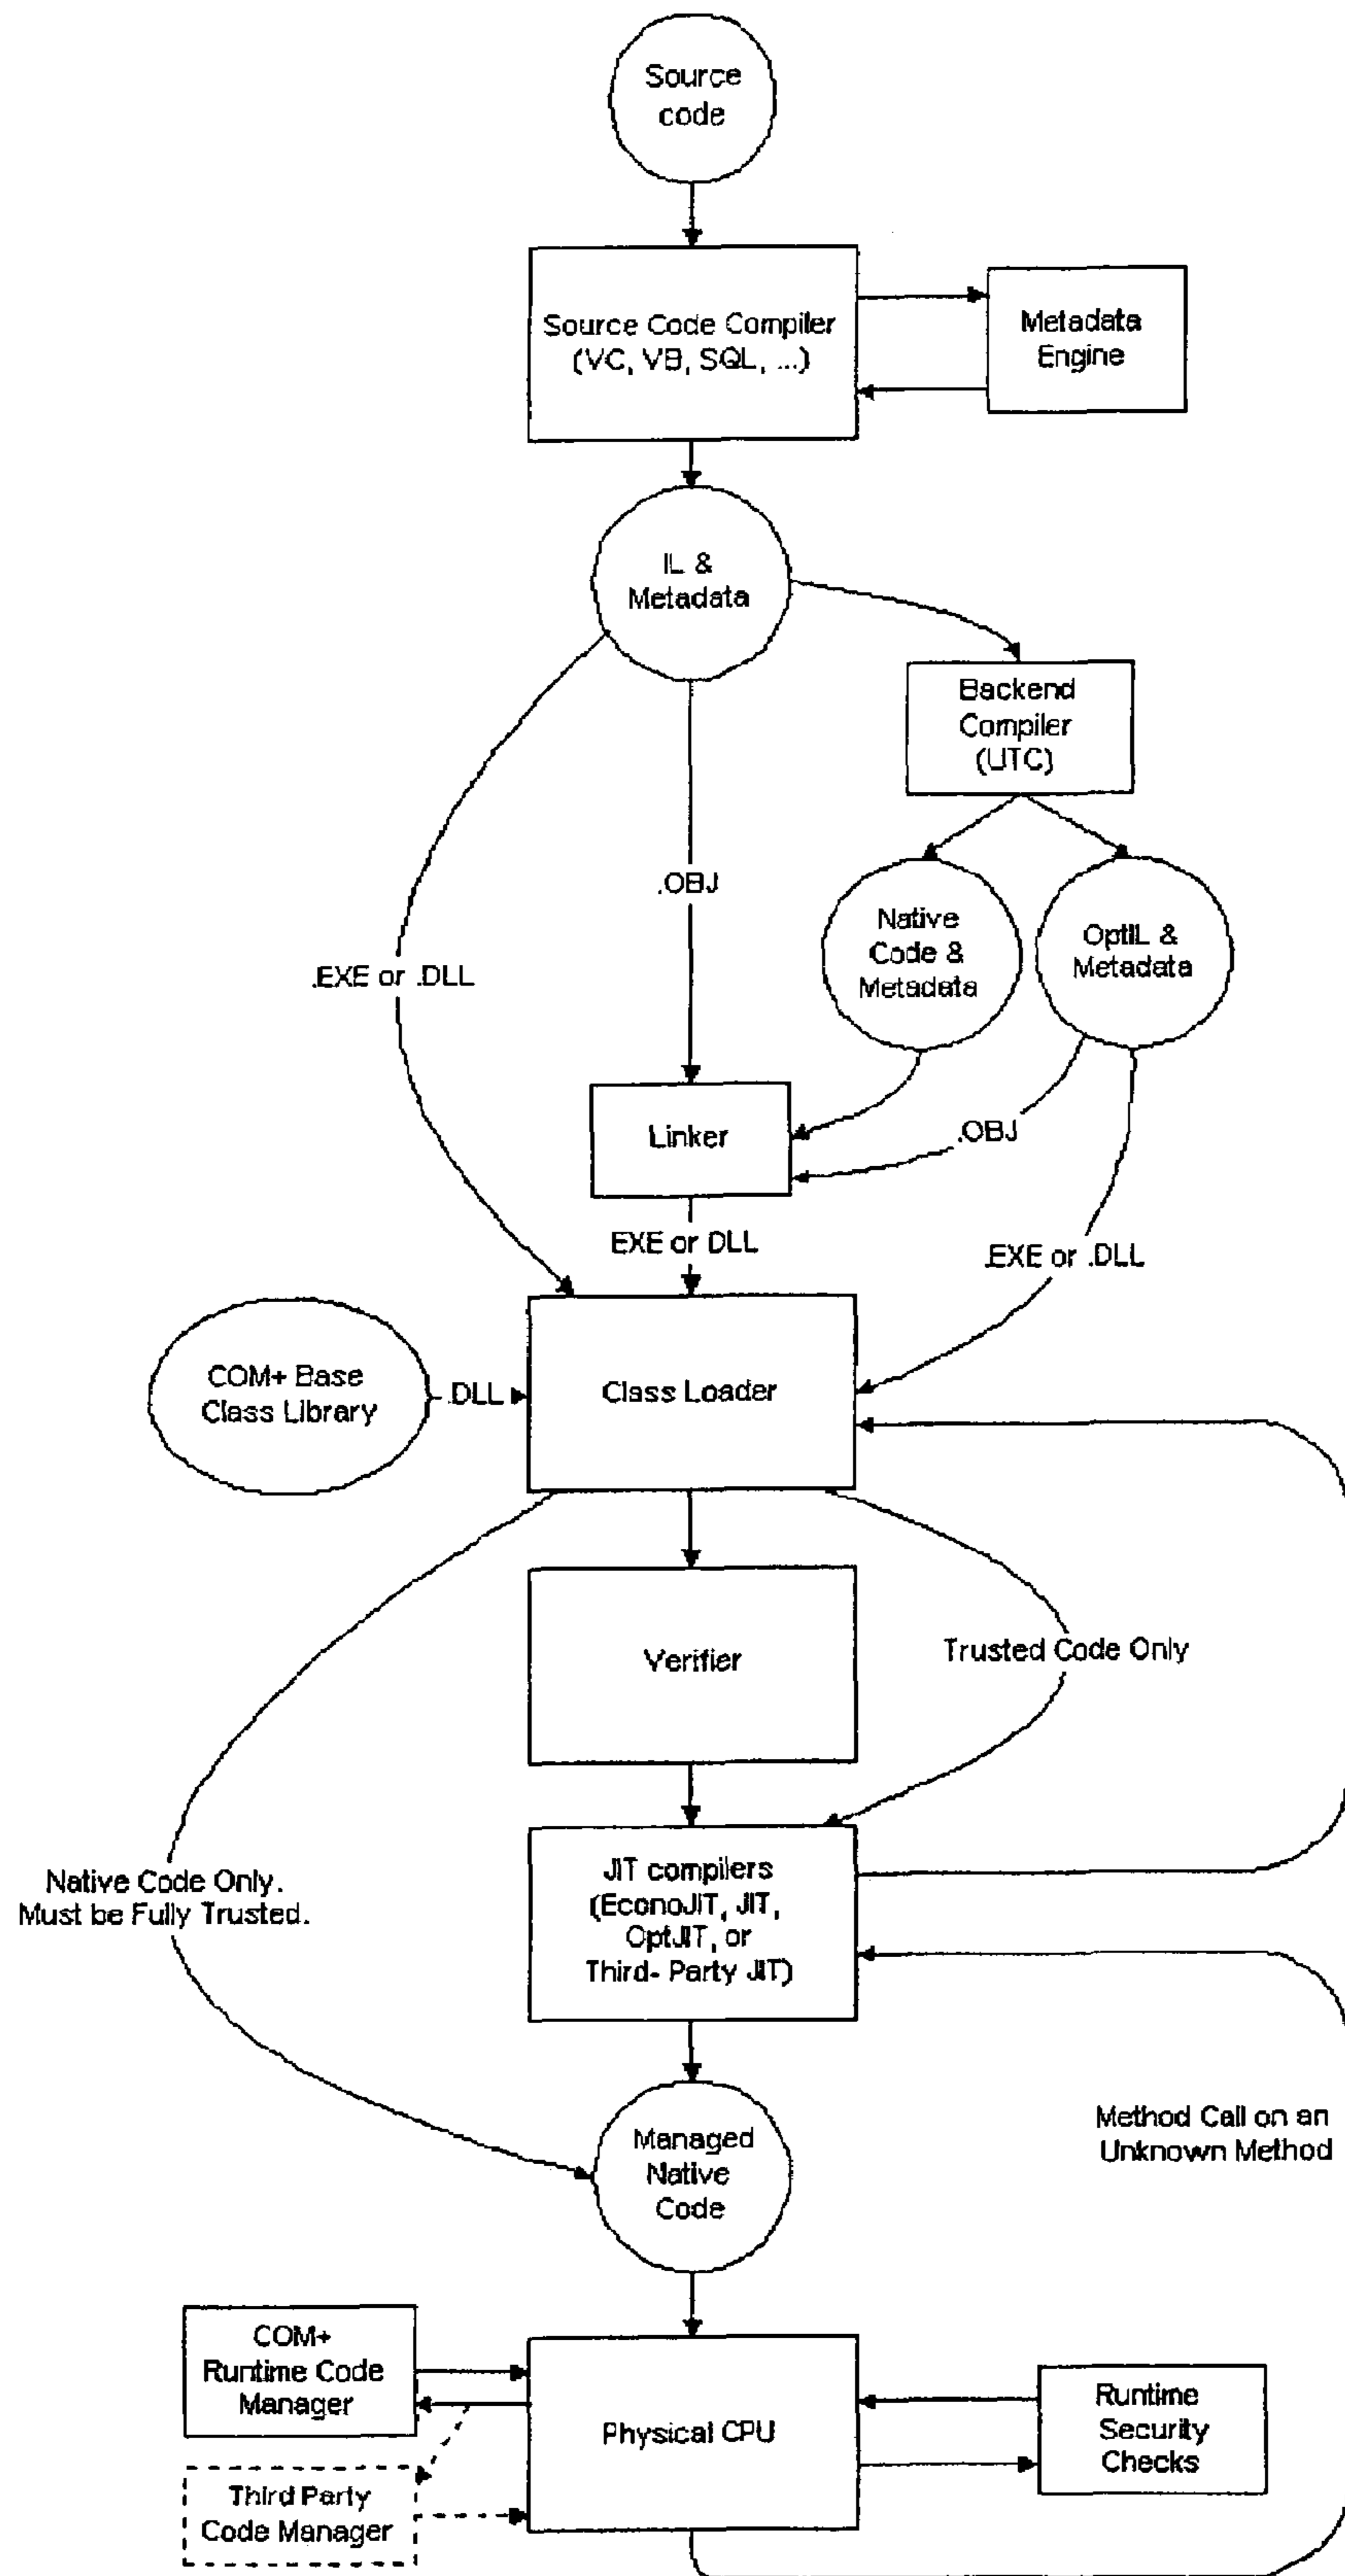 Source
code
Source Code Compiler
(VC, VB, SQL, ...)
Metadata
Engine
IL &
Metadata
Backend
Compiler
(UTC)
.OBJ
Native
Code &
Metadata
OptIL &
Metadata
.EXE or .DLL
Linker
.OBJ
EXE or DLL
.EXE or .DLL
COM+ Base
Class Library
.DLL
Class Loader
Verifier
Trusted Code Only
Native Code Only.
Must be Fully Trusted.
JIT compilers
(EconoJIT, JIT,
OptJIT, or
Third- Party JIT)
Managed
Native
Code
Method Call on an
Unknown Method
COM+
Runtime Code
Manager
Physical CPU
Runtime
Security
Checks
Third Party
Code Manager